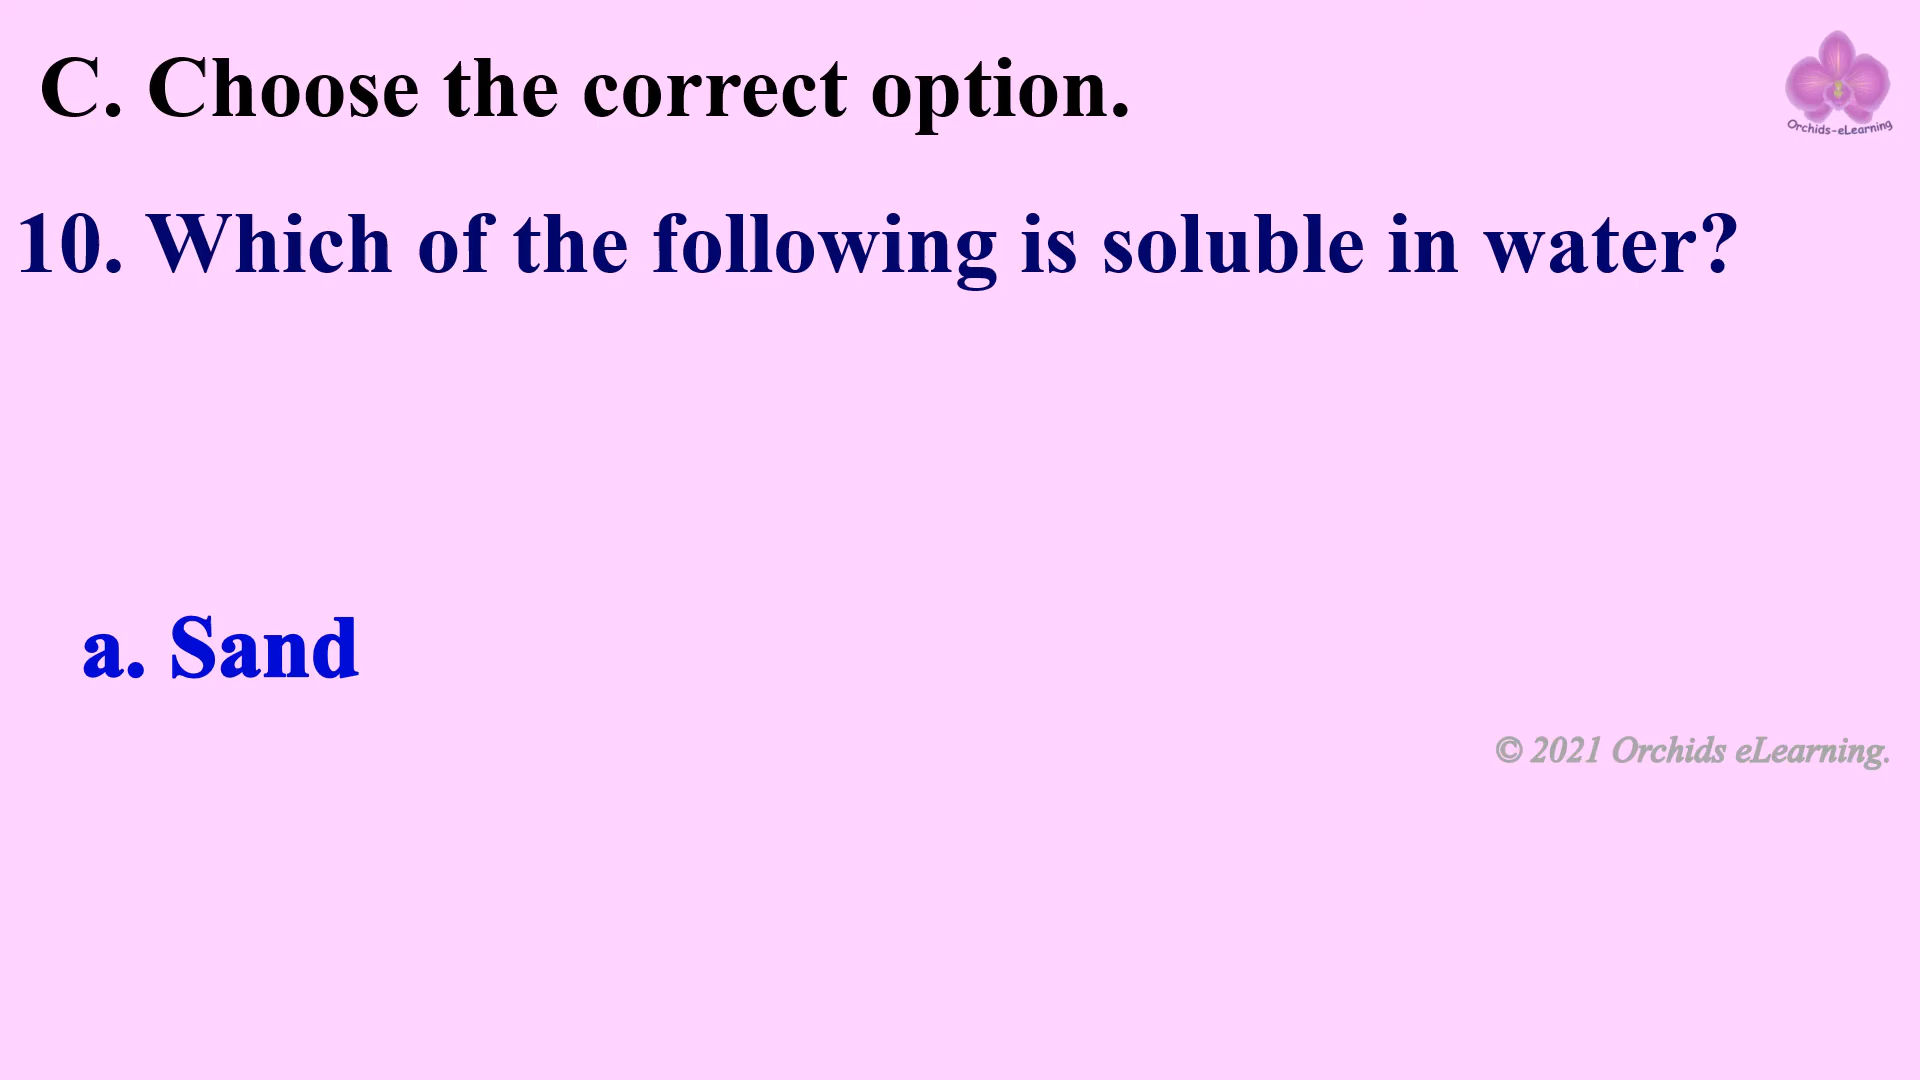 C. Choose the correct option.
Orchids-eLearning
10. Which of the following is soluble in water?
a. Sand
© 2021 Orchids eLearning.